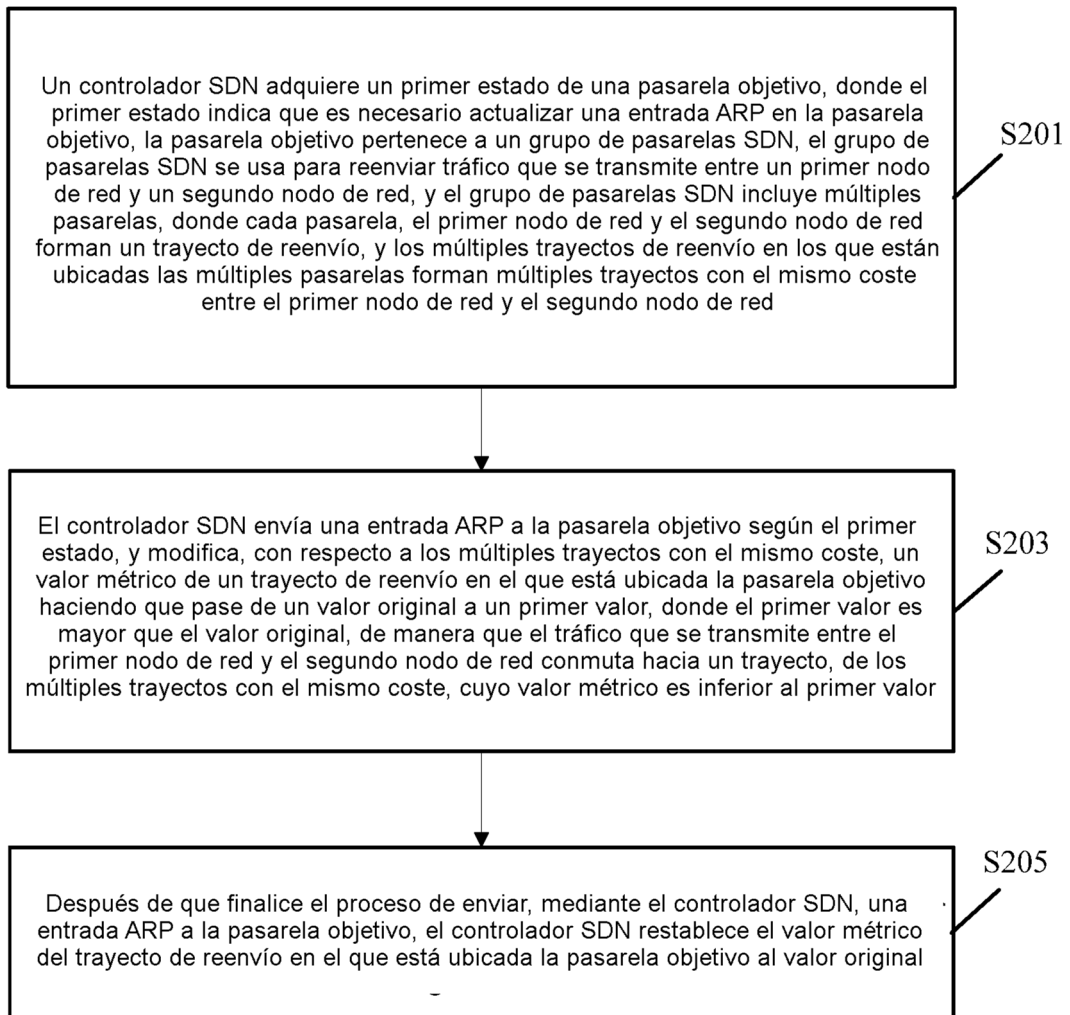 Un controlador SDN adquiere un primer estado de una pasarela objetivo, donde el
primer estado indica que es necesario actualizar una entrada ARP en la pasarela
objetivo, la pasarela objetivo pertenece a un grupo de pasarelas SDN, el grupo de
pasarelas SDN se usa para reenviar tráfico que se transmite entre un primer nodo
de red y un segundo nodo de red, y el grupo de pasarelas SDN incluye múltiples
pasarelas, donde cada pasarela, el primer nodo de red y el segundo nodo de red
forman un trayecto de reenvío, y los múltiples trayectos de reenvío en los que están
ubicadas las múltiples pasarelas forman múltiples trayectos con el mismo coste
entre el primer nodo de red y el segundo nodo de red
S201
El controlador SDN envía una entrada ARP a la pasarela objetivo según el primer
estado, y modifica, con respecto a los múltiples trayectos con el mismo coste, un
valor métrico de un trayecto de reenvío en el que está ubicada la pasarela objetivo
haciendo que pase de un valor original a un primer valor, donde el primer valor es
mayor que el valor original, de manera que el tráfico que se transmite entre el
primer nodo de red y el segundo nodo de red conmuta hacia un trayecto, de los
múltiples trayectos con el mismo coste, cuyo valor métrico es inferior al primer valor
S203
Después de que finalice el proceso de enviar, mediante el controlador SDN, una
entrada ARP a la pasarela objetivo, el controlador SDN restablece el valor métrico
del trayecto de reenvío en el que está ubicada la pasarela objetivo al valor original
S205